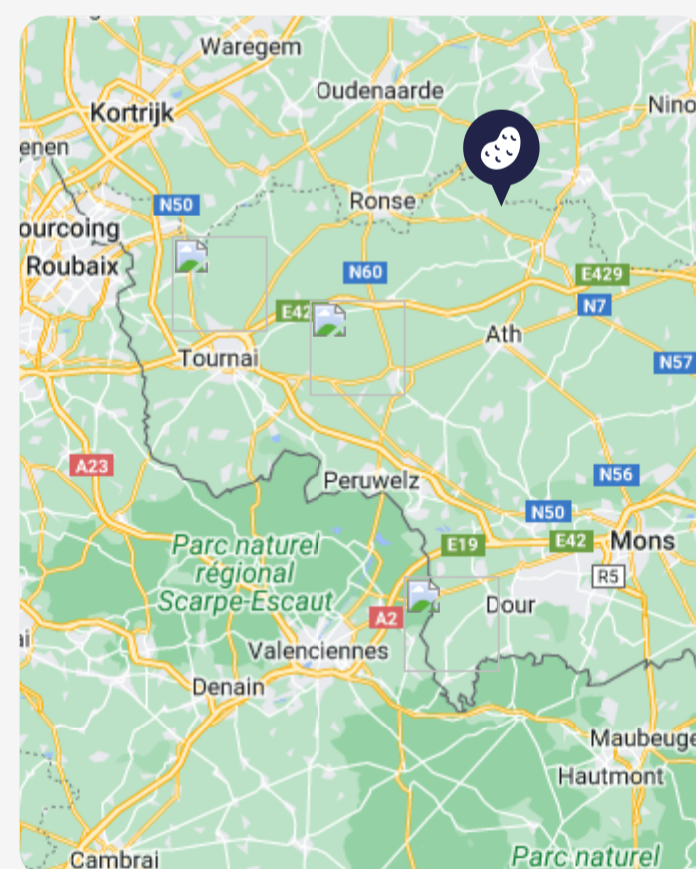 Waregem
Oudenaarde
Kortrijk
Nino
enen
N50
Ronse
ourcoing
Roubaix
N60
E429
E42
N7
Ath
Tournai
N57
A23
Peruwelz
N56
N50
Parc naturel
régional
Scarpe-Escaut
E19
E42
Mons
R5
A2
Dour
ai
Valenciennes
Denain
Maubeuge
Hautmont
Cambrai
Parc naturel